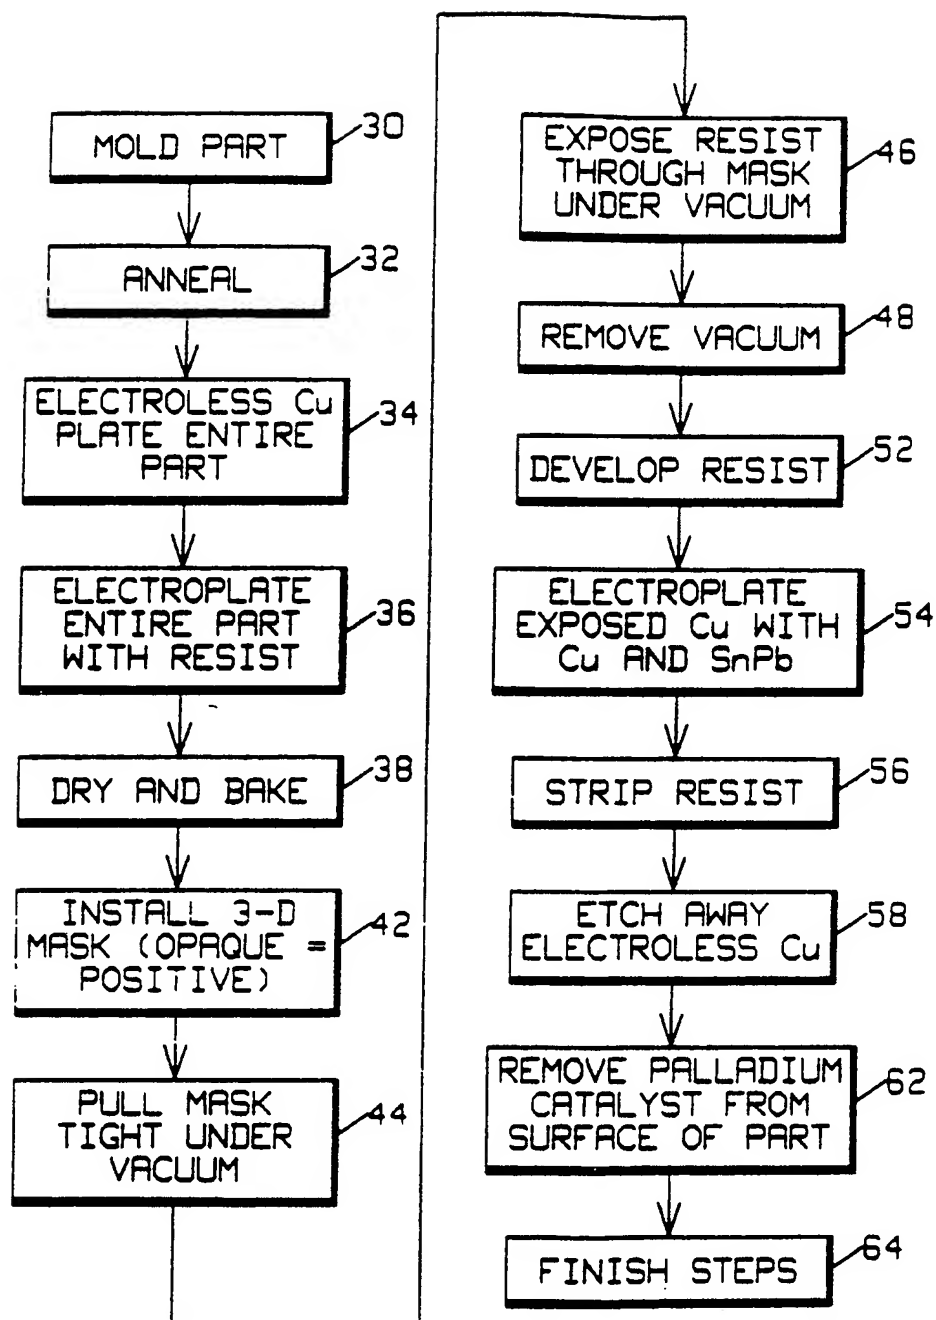 MOLD PART
30
ANNEAL
32
ELECTROLESS Cu
PLATE ENTIRE
PART
34
ELECTROPLATE
ENTIRE PART
WITH RESIST
36
DRY AND BAKE
38
INSTALL 3-D
MASK (OPAQUE =
POSITIVE)
42
PULL MASK
TIGHT UNDER
VACUUM
44
EXPOSE RESIST
THROUGH MASK
UNDER VACUUM
46
REMOVE VACUUM
48
DEVELOP RESIST
52
ELECTROPLATE
EXPOSED Cu WITH
Cu AND SnPb
54
STRIP RESIST
56
ETCH AWAY
ELECTROLESS Cu
58
REMOVE PALLADIUM
CATALYST FROM
SURFACE OF PART
62
FINISH STEPS
64